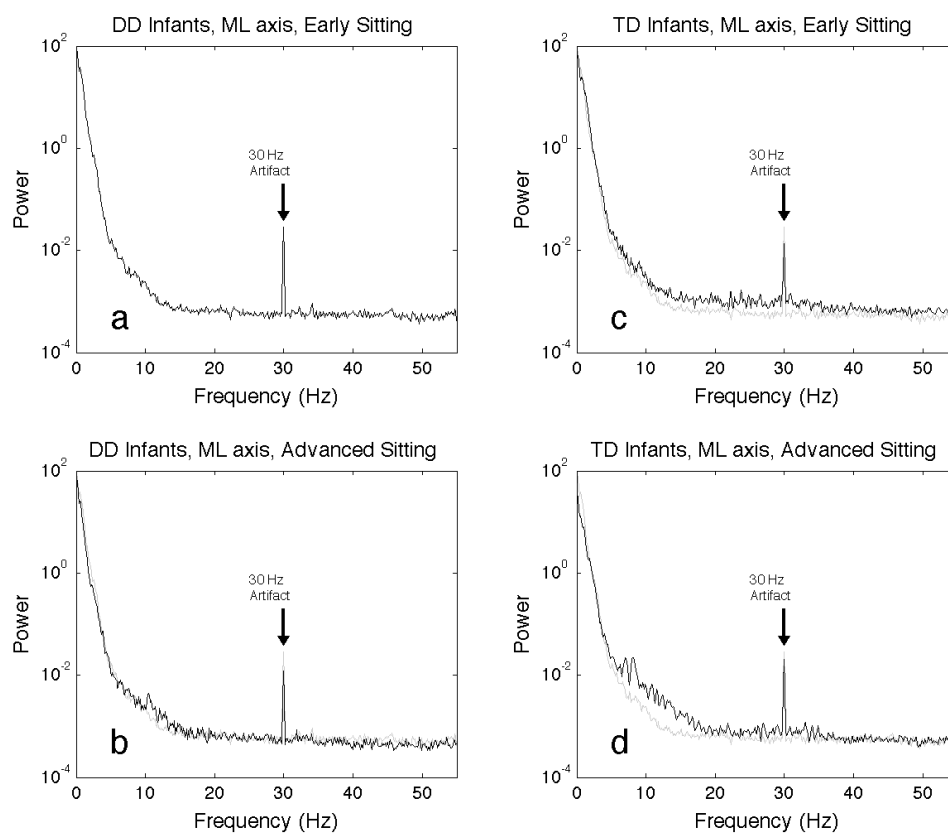 DD Infants, ML axis, Early Sitting
10^2
10^0
10^-2
10^-4
Power
30 Hz
Artifact
a
0 10 20 30 40 50
Frequency (Hz)
TD Infants, ML axis, Early Sitting
10^2
10^0
10^-2
10^-4
Power
30 Hz
Artifact
c
0 10 20 30 40 50
Frequency (Hz)
DD Infants, ML axis, Advanced Sitting
10^2
10^0
10^-2
10^-4
Power
30 Hz
Artifact
b
0 10 20 30 40 50
Frequency (Hz)
TD Infants, ML axis, Advanced Sitting
10^2
10^0
10^-2
10^-4
Power
30 Hz
Artifact
d
0 10 20 30 40 50
Frequency (Hz)